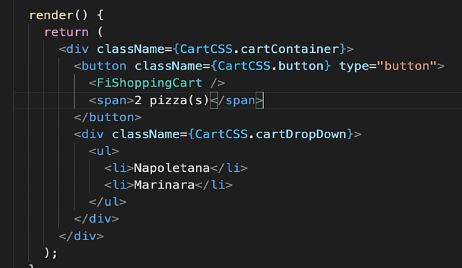 render() {
return (
<div className={CartCSS.cartContainer}>
<button className={CartCSS.button} type="button">
<FiShoppingCart />
<span>2 pizza(s)</span>
</button>
<div className={CartCSS.cartDropDown}>
<ul>
<li>Napoletana</li>
<li>Marinara</li>
</ul>
</div>
</div>
);
}